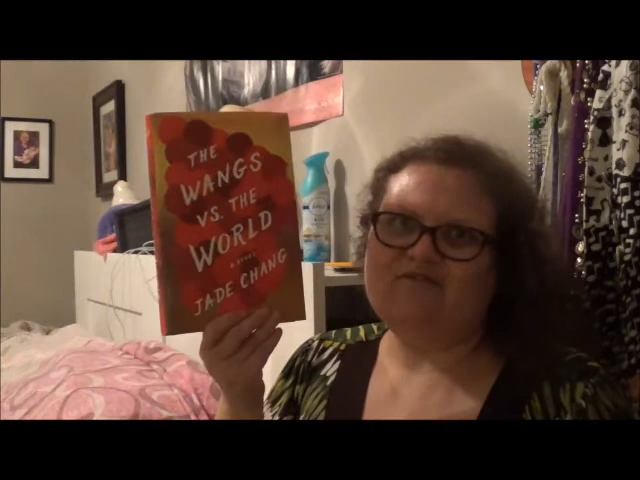 THE
WANGS
VS. THE
WORLD
A NOVEL
JADE CHANG